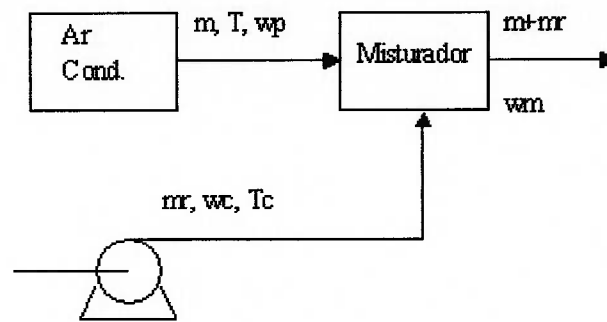 Ar
Cond.
m, T, wp
Misturador
m+mr
wm
mr, wc, Tc